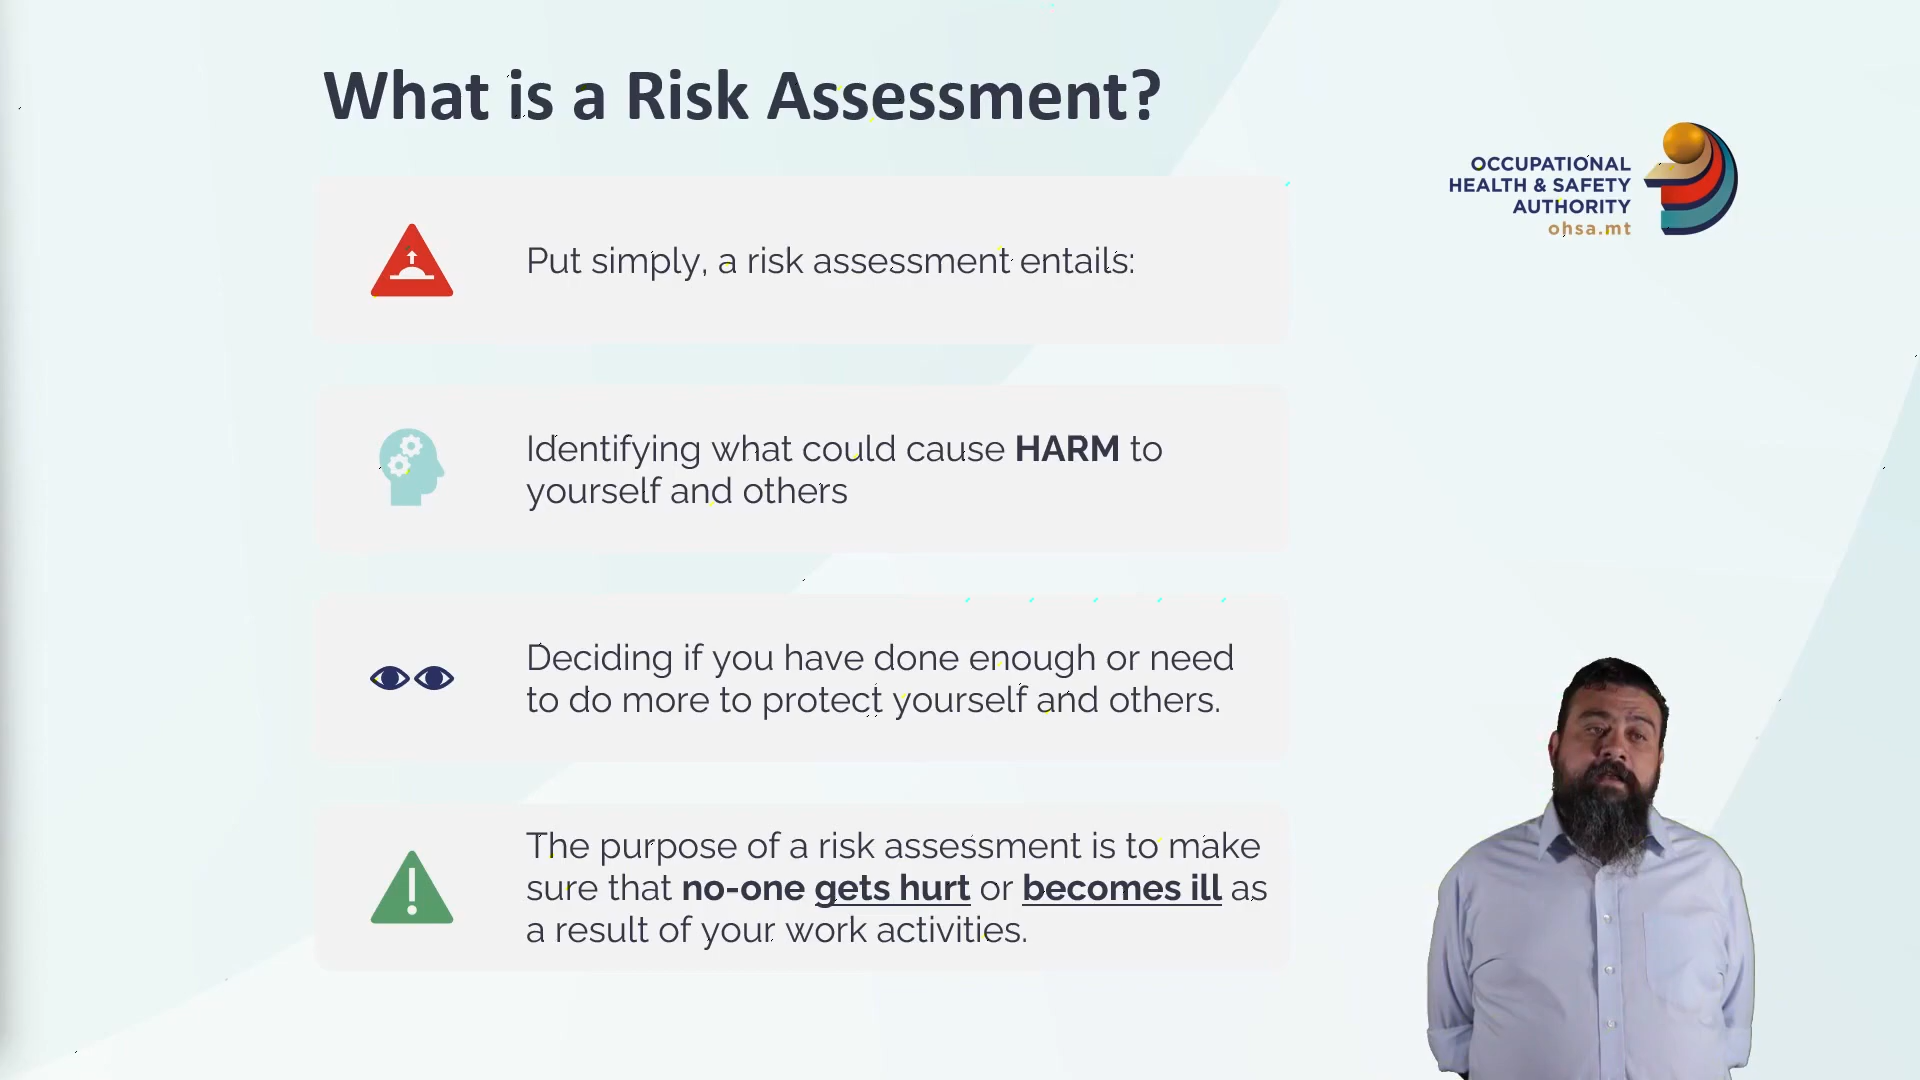 What is a Risk Assessment?
OCCUPATIONAL
HEALTH & SAFETY
AUTHORITY
ohsa.mt
Put simply, a risk assessment entails:
Identifying what could cause HARM to
yourself and others
Deciding if you have done enough or need
to do more to protect yourself and others.
The purpose of a risk assessment is to make
sure that no-one gets hurt or becomes ill as
a result of your work activities.